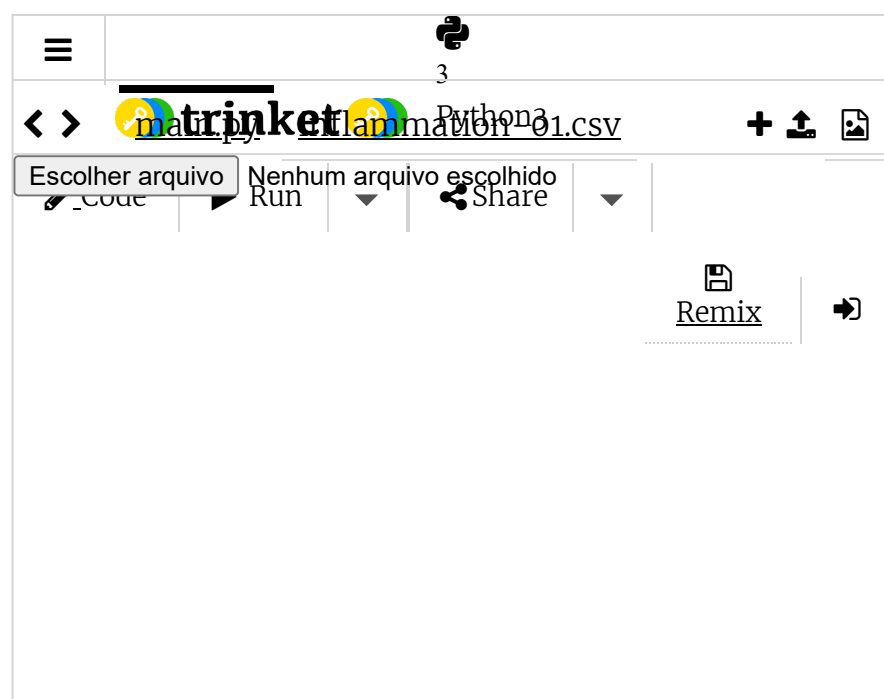 3
Python3
trinket
main.py inflammation-01.csv
Escolher arquivo Nenhum arquivo escolhido
Code Run Share
Remix